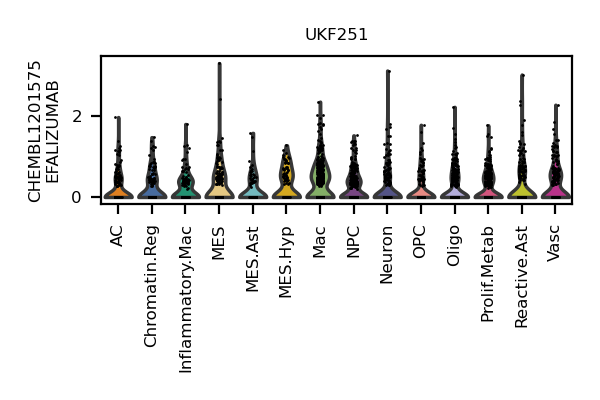 UKF251
CHEMBL1201575
EFALIZUMAB
2
0
AC
Chromatin.Reg
Inflammatory.Mac
MES
MES.Ast
MES.Hyp
Mac
NPC
Neuron
OPC
Oligo
Prolif.Metab
Reactive.Ast
Vasc